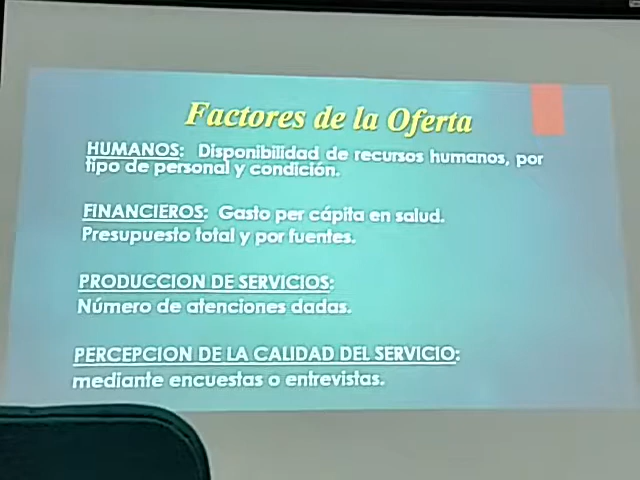 Factores de la Oferta
HUMANOS: Disponibilidad de recursos humanos, por
tipo de personal y condición.
FINANCIEROS: Gasto per cápita en salud.
Presupuesto total y por fuentes.
PRODUCCION DE SERVICIOS:
Número de atenciones dadas.
PERCEPCION DE LA CALIDAD DEL SERVICIO:
mediante encuestas o entrevistas.